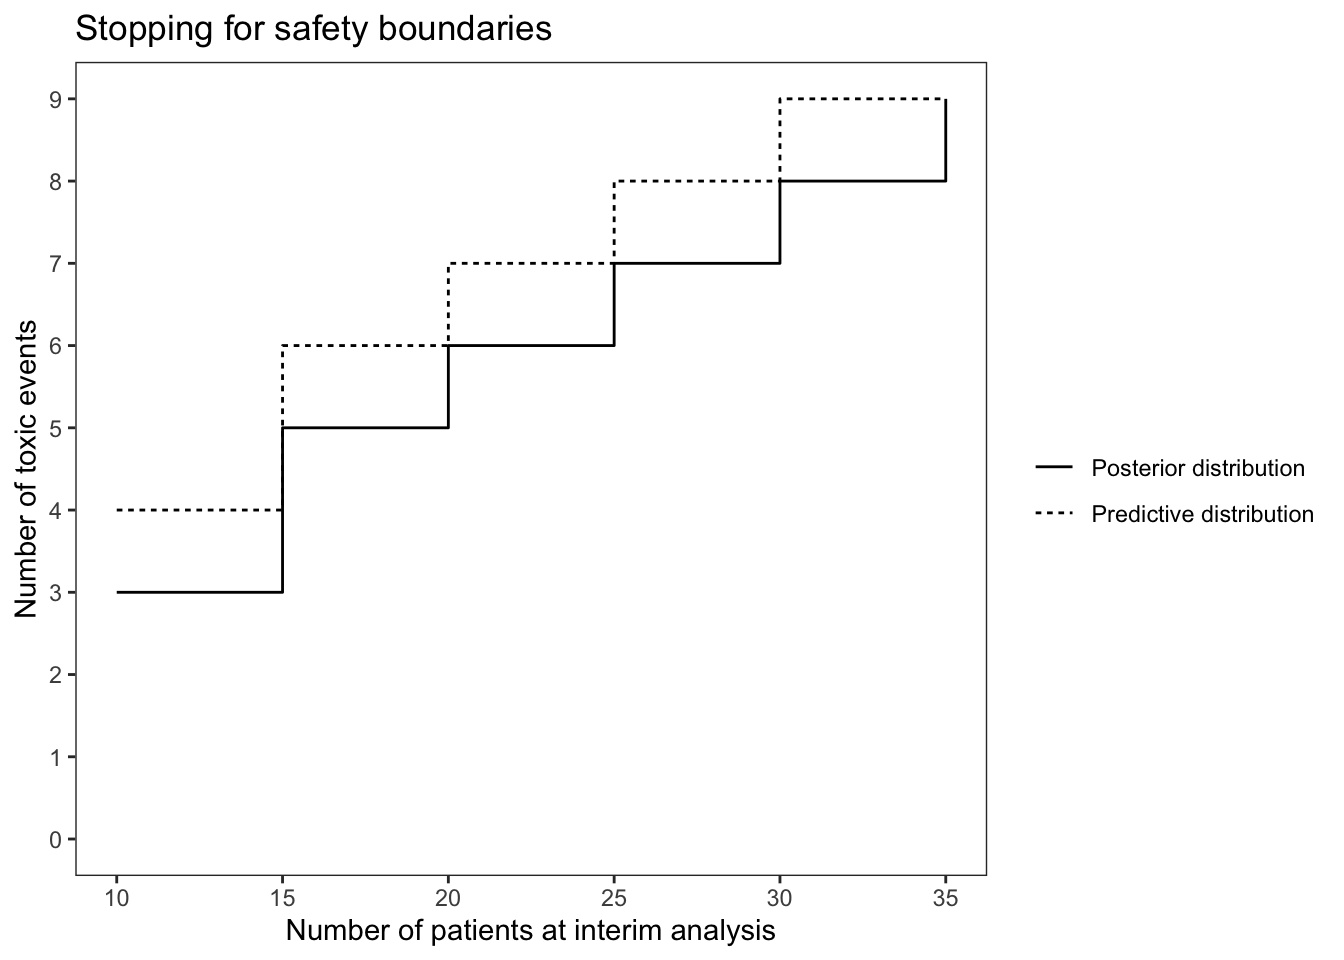 Stopping for safety boundaries
Number of toxic events
9
8
7
6
5
4
3
2
1
0
10 15 20 25 30 35
Number of patients at interim analysis
Posterior distribution
Predictive distribution